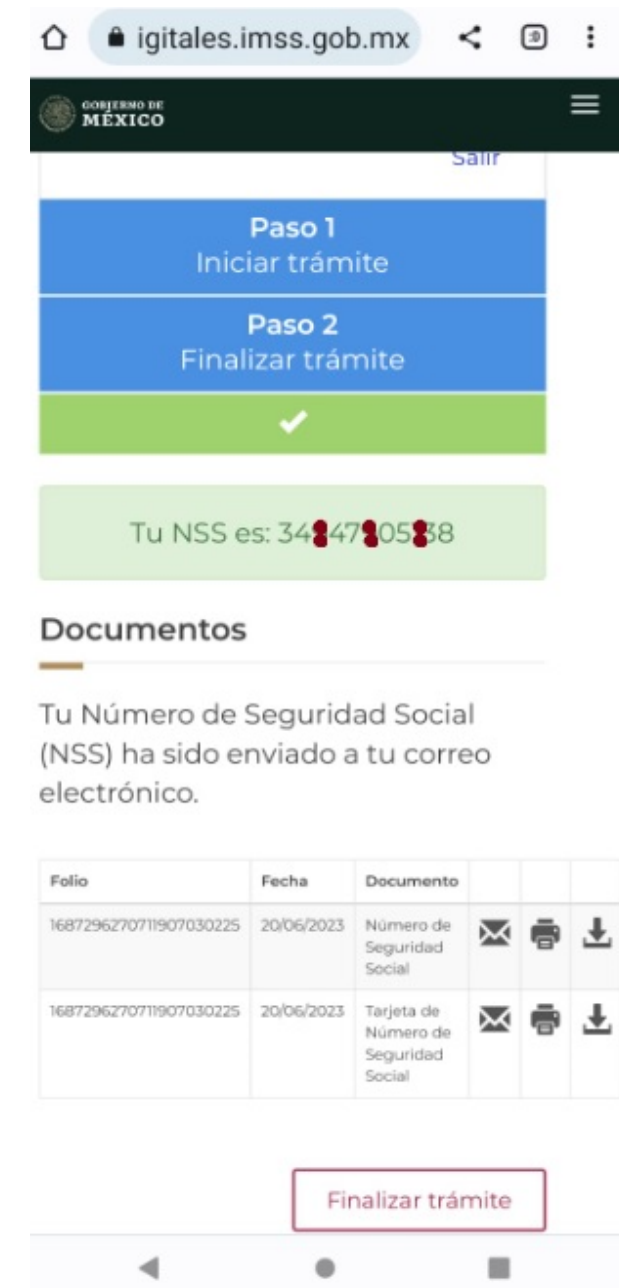 igitales.imss.gob.mx
GOBIERNO DE
MÉXICO
Salir
Paso 1
Iniciar trámite
Paso 2
Finalizar trámite
Tu NSS es:
Documentos
Tu Número de Seguridad Social
(NSS) ha sido enviado a tu correo
electrónico.
Folio Fecha Documento
1687296270711907030225 20/06/2023 Número de
Seguridad
Social
1687296270711907030225 20/06/2023 Tarjeta de
Número de
Seguridad
Social
Finalizar trámite